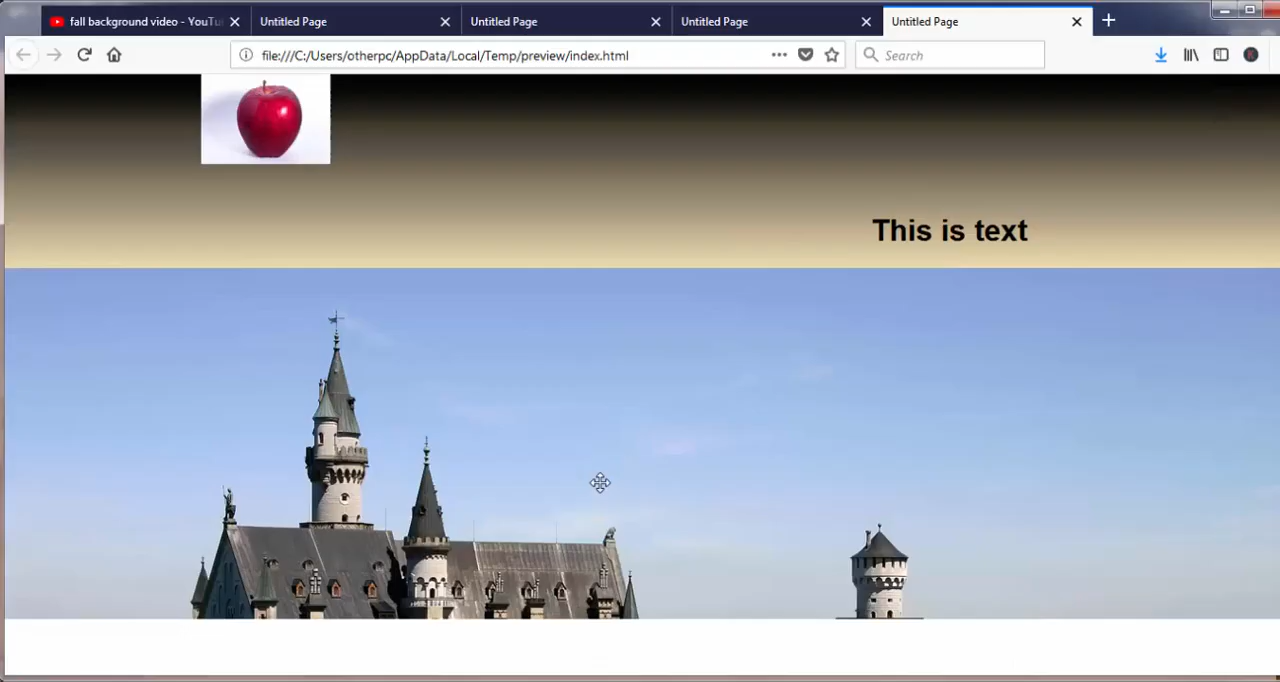 fall background video - YouTu
Untitled Page
Untitled Page
Untitled Page
Untitled Page
file:///C:/Users/otherpc/AppData/Local/Temp/preview/index.html
Search
This is text